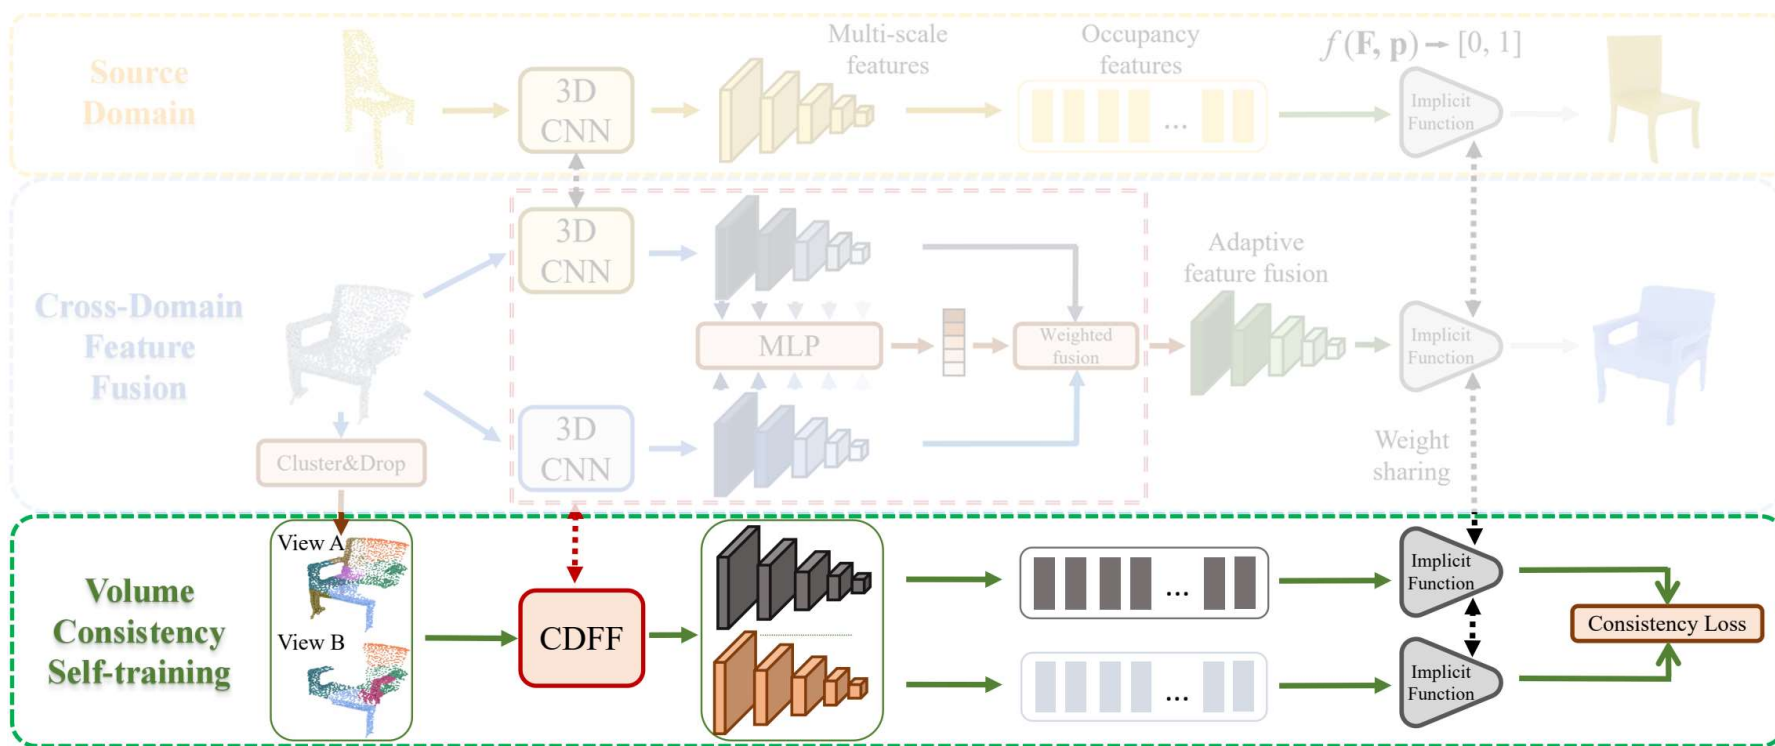 Source
Domain
3D
CNN
Multi-scale
features
Occupancy
features
...
f(F, p) → [0, 1]
Implicit
Function
Cross-Domain
Feature
Fusion
3D
CNN
MLP
Weighted
fusion
Adaptive
feature fusion
Implicit
Function
3D
CNN
Cluster&Drop
Weight
sharing
Volume
Consistency
Self-training
View A
View B
CDFF
...
Implicit
Function
Consistency Loss
...
Implicit
Function